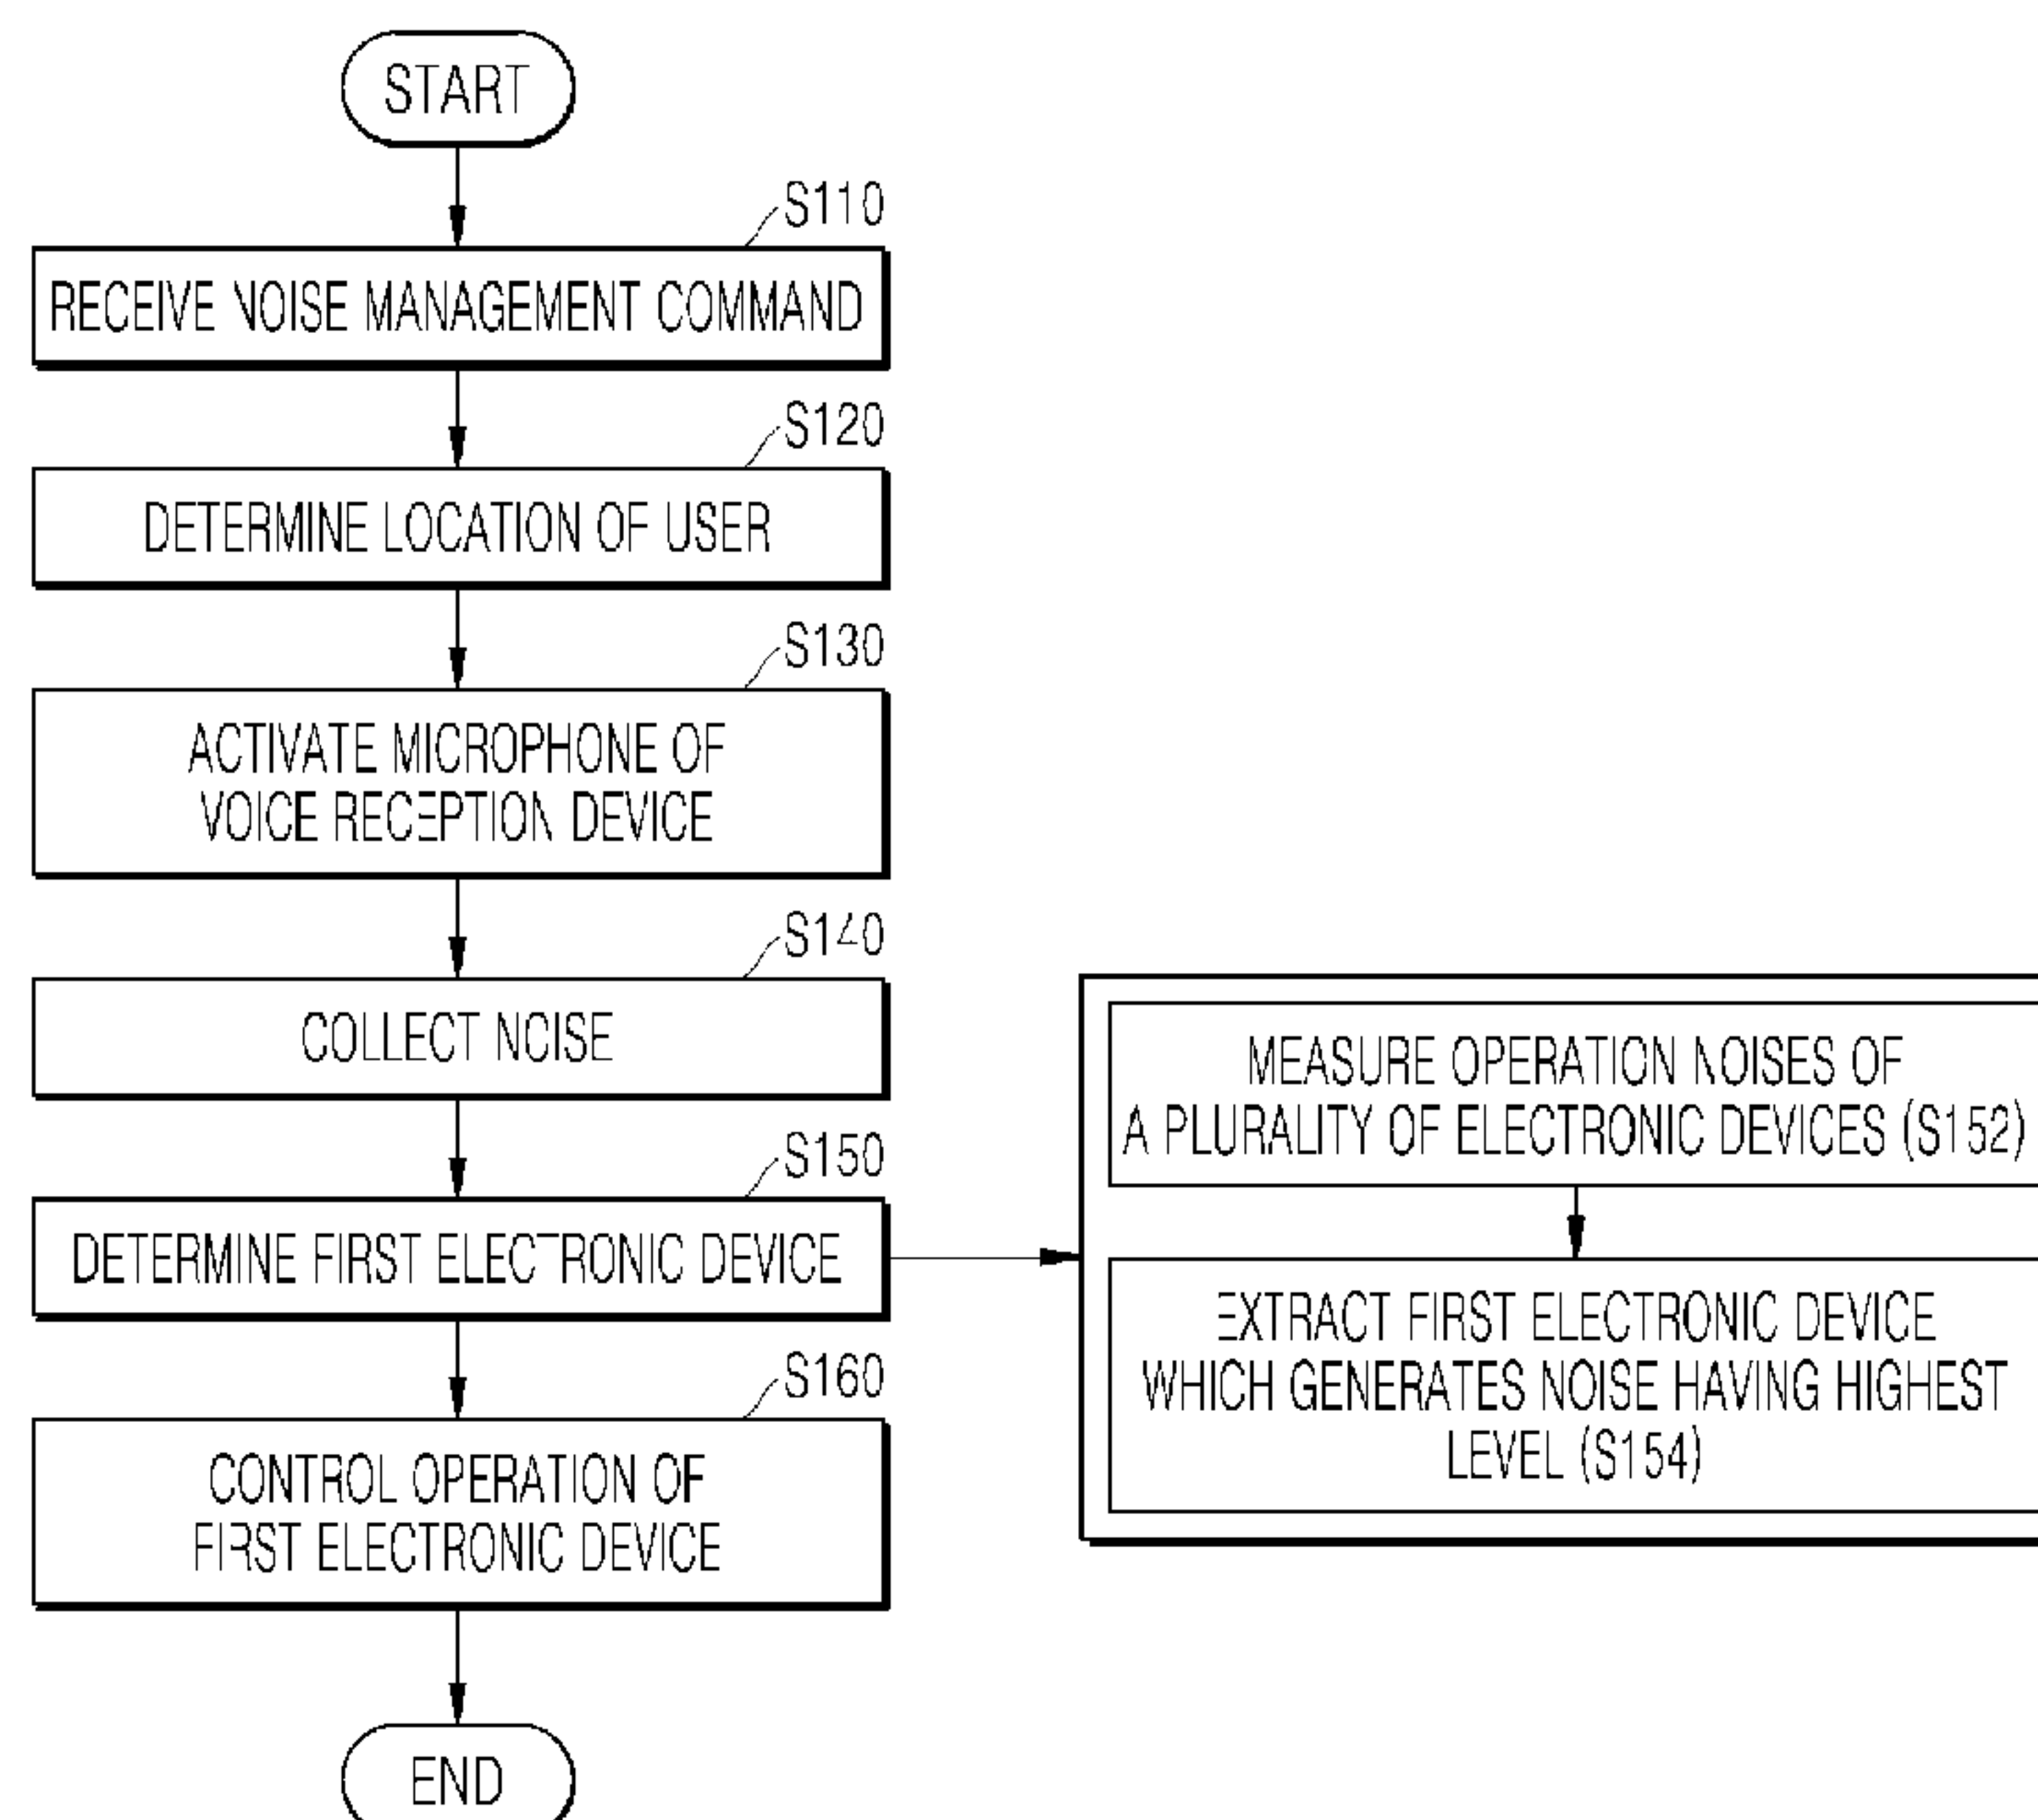 START
S110
RECEIVE NOISE MANAGEMENT COMMAND
S120
DETERMINE LOCATION OF USER
S130
ACTIVATE MICROPHONE OF
VOICE RECEPTION DEVICE
S140
COLLECT NOISE
S150
DETERMINE FIRST ELECTRONIC DEVICE
S160
CONTROL OPERATION OF
FIRST ELECTRONIC DEVICE
END
MEASURE OPERATION NOISES OF
A PLURALITY OF ELECTRONIC DEVICES (S152)
EXTRACT FIRST ELECTRONIC DEVICE
WHICH GENERATES NOISE HAVING HIGHEST
LEVEL (S154)